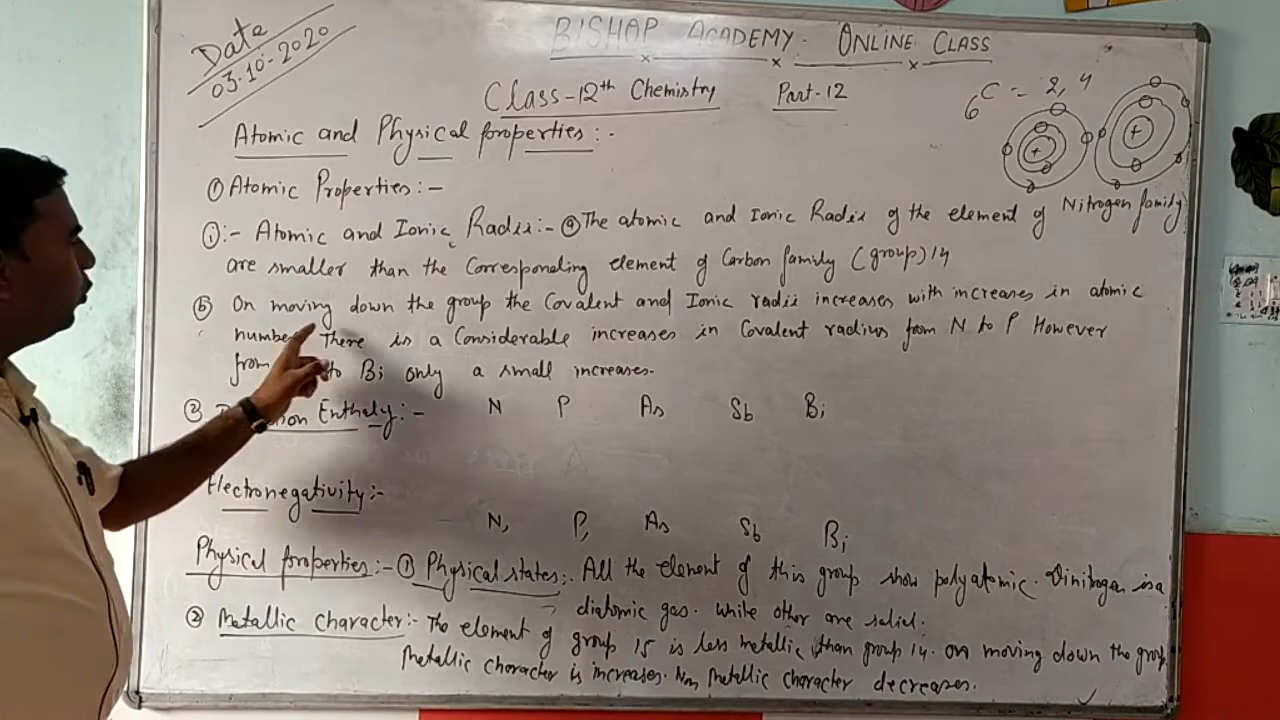 Date
03-10-2020
BISHAP ACADEMY- ONLINE CLASS
Class-12th Chemistry Part-12
6C = 2, 4
Atomic and Physical properties:-
① Atomic Properties:-
①:- Atomic and Ionic Radii:- ⓐ The atomic and Ionic Radii of the element of Nitrogen family
are smaller than the Corresponding element of Carbon family (group) 14
ⓑ On moving down the group the Covalent and Ionic radii increases with increases in atomic
number There is a Considerable increases in Covalent radius from N to P However
from to Bi only a small increases.
② Enthaly:- N P As Sb Bi
Electronegativity:-
N, P, As Sb Bi
Physical properties:- ① Physical states:. All the element of this group show polyatomic. Dinitrogen is a
diatomic gas. while other are solid.
② Metallic character:- The element of group 15 is less metallic than group 14. on moving down the group
Metallic character is increases. Non Metallic character decreases.